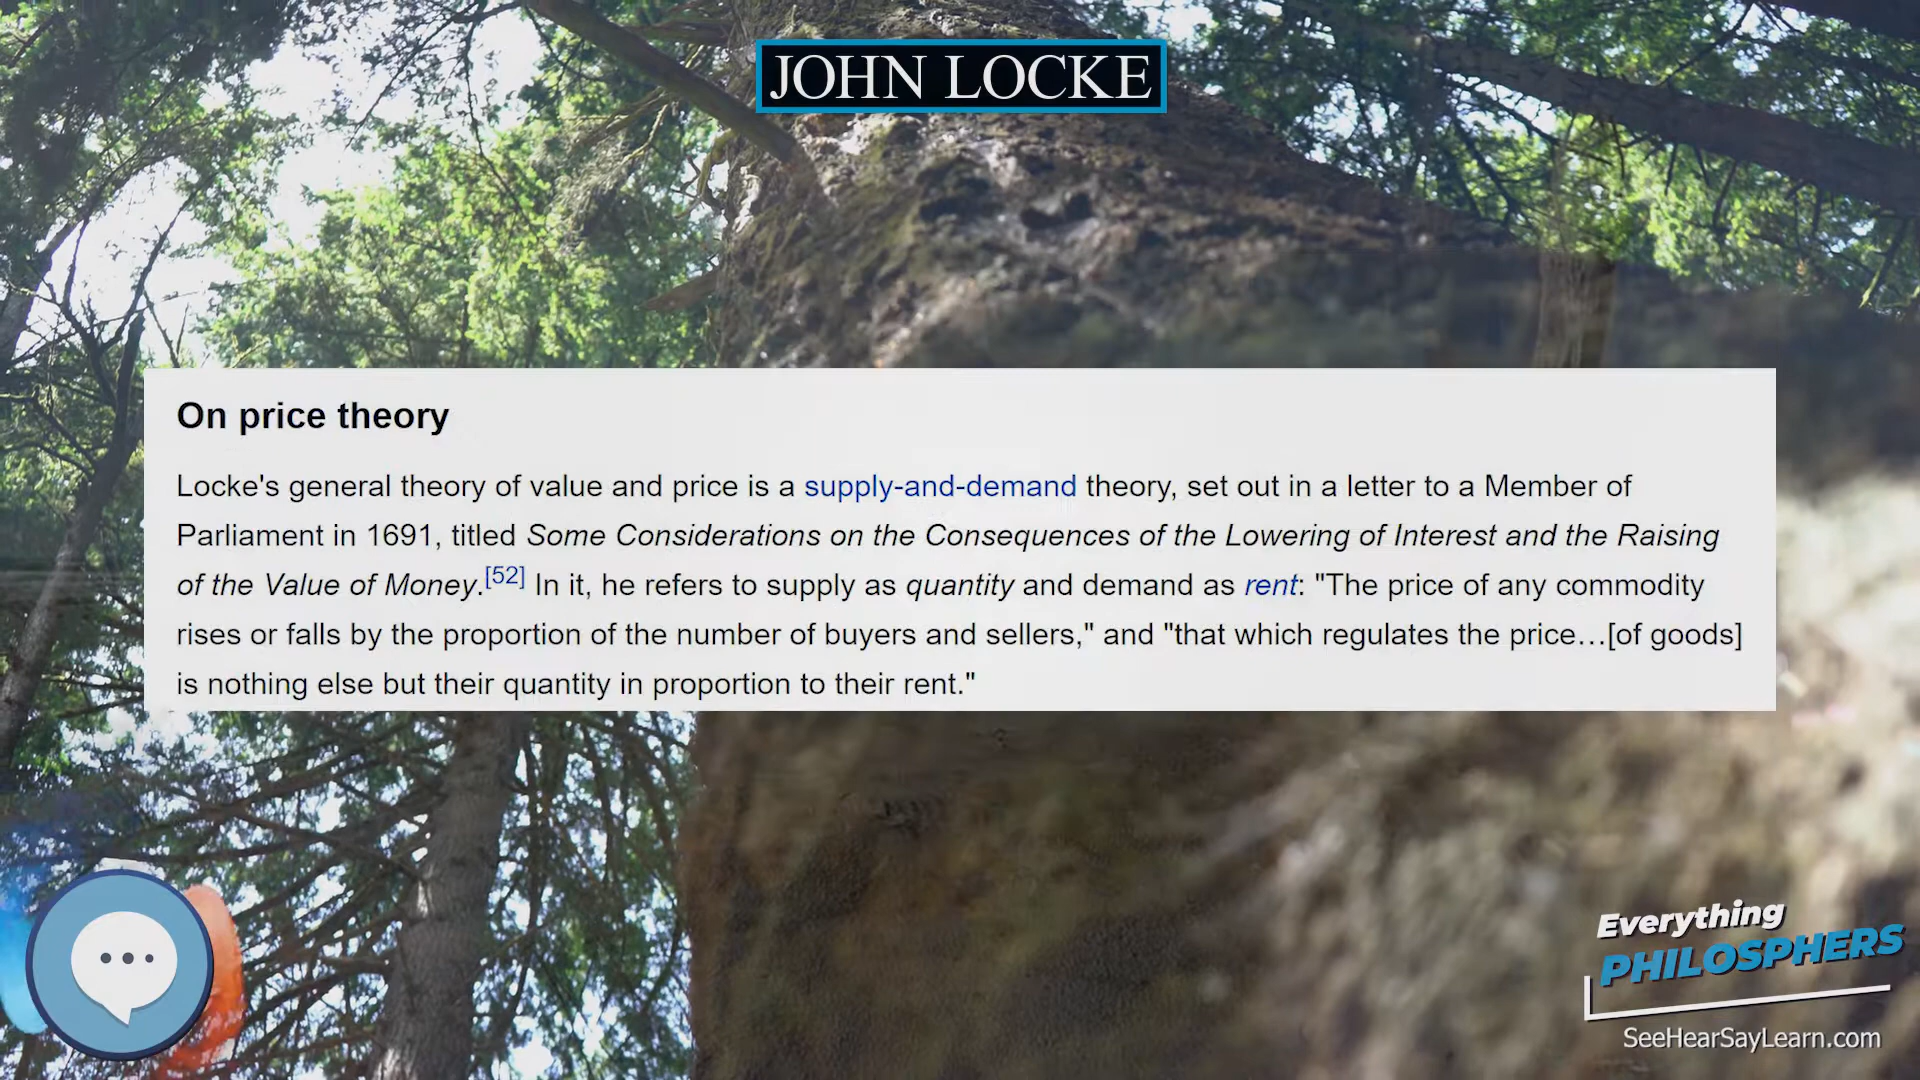 JOHN LOCKE
On price theory
Locke's general theory of value and price is a supply-and-demand theory, set out in a letter to a Member of
Parliament in 1691, titled Some Considerations on the Consequences of the Lowering of Interest and the Raising
of the Value of Money.[52] In it, he refers to supply as quantity and demand as rent: "The price of any commodity
rises or falls by the proportion of the number of buyers and sellers," and "that which regulates the price…[of goods]
is nothing else but their quantity in proportion to their rent."
Everything
PHILOSPHERS
SeeHearSayLearn.com